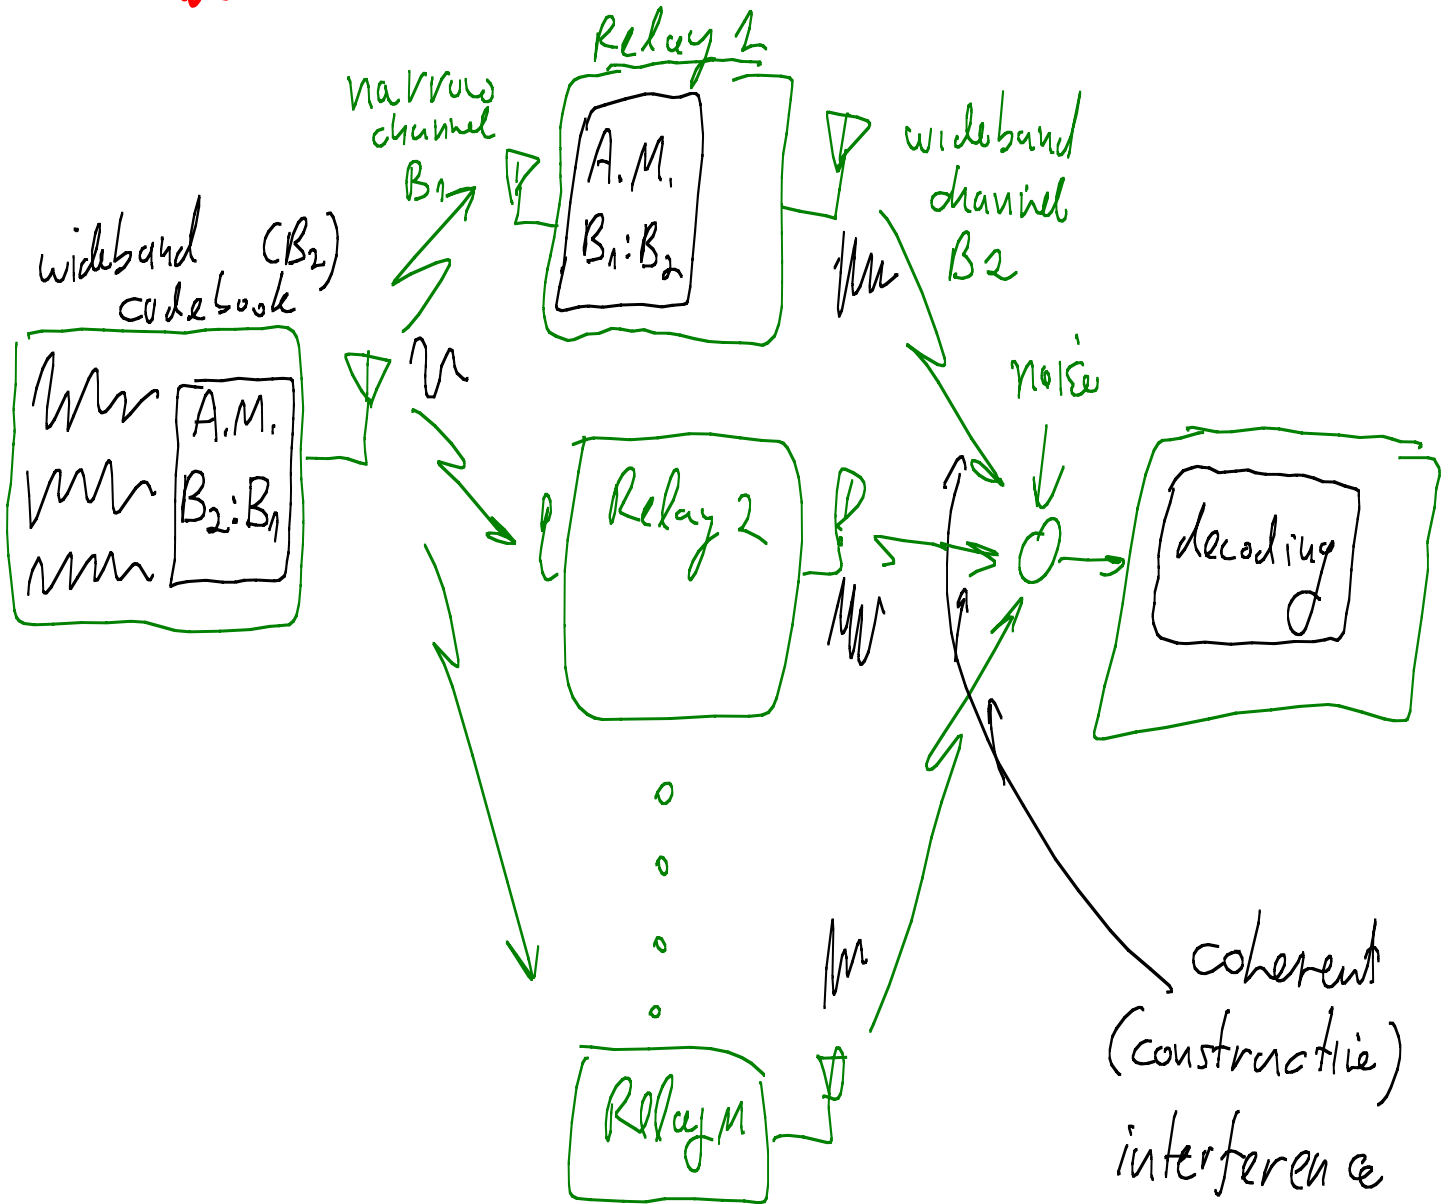 Relay 1
narrow
channel
B1
A.M.
B1:B2
wideband
channel
B2
wideband (B2)
codebook
A.M.
B2:B1
noise
Relay 2
decoding
Relay M
coherent
(constructive)
interference